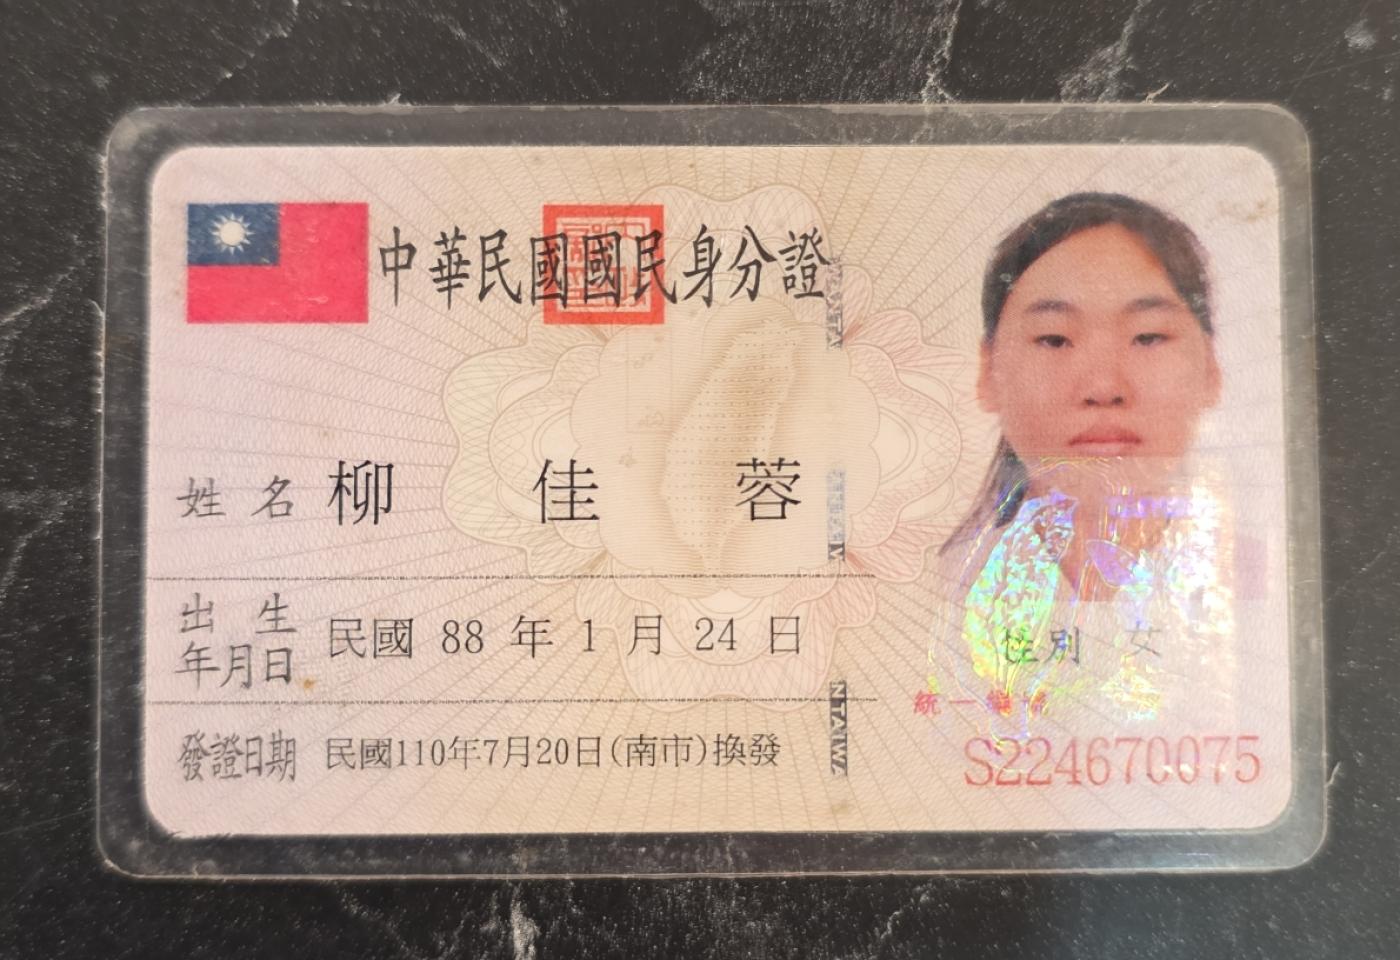 中華民國國民身分證
姓名 柳佳蓉
出生年月日 民國 88 年 1 月 24 日
性別 女
統一編號
發證日期 民國110年7月20日(南市)換發
S224670075